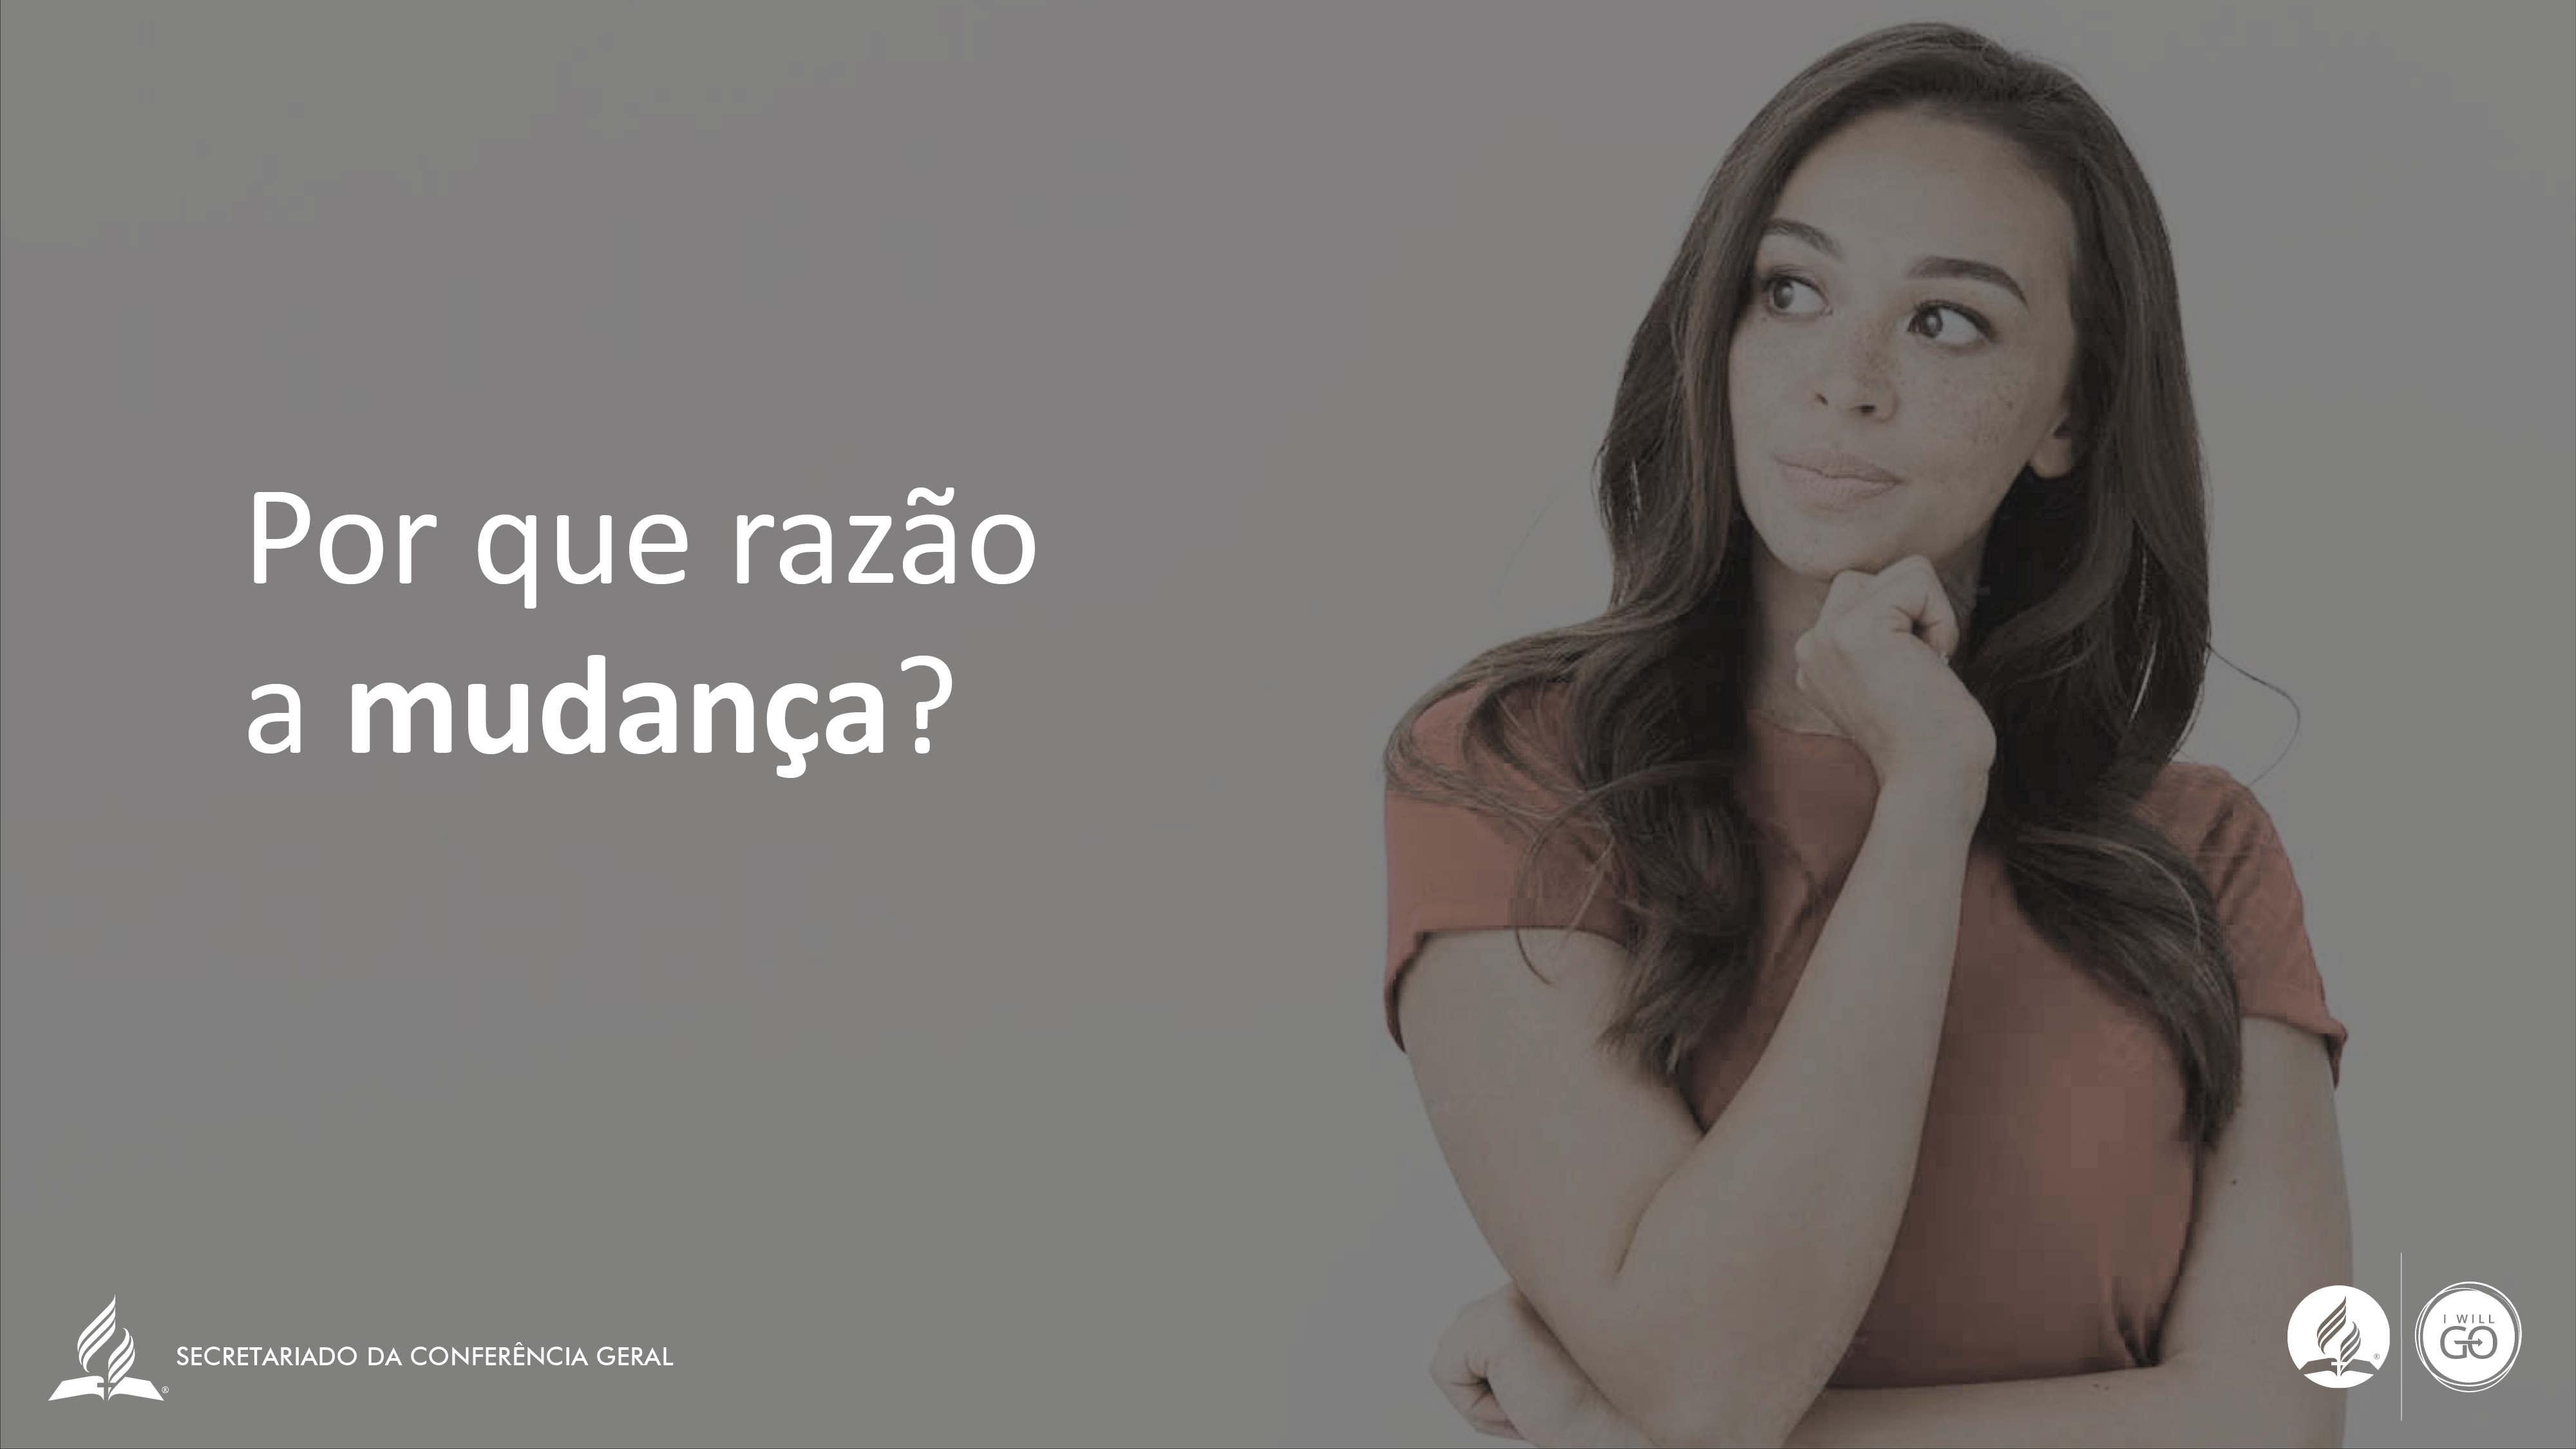 Por que razão
a mudança?
SECRETARIADO DA CONFERÊNCIA GERAL
®
®
I WILL
GO